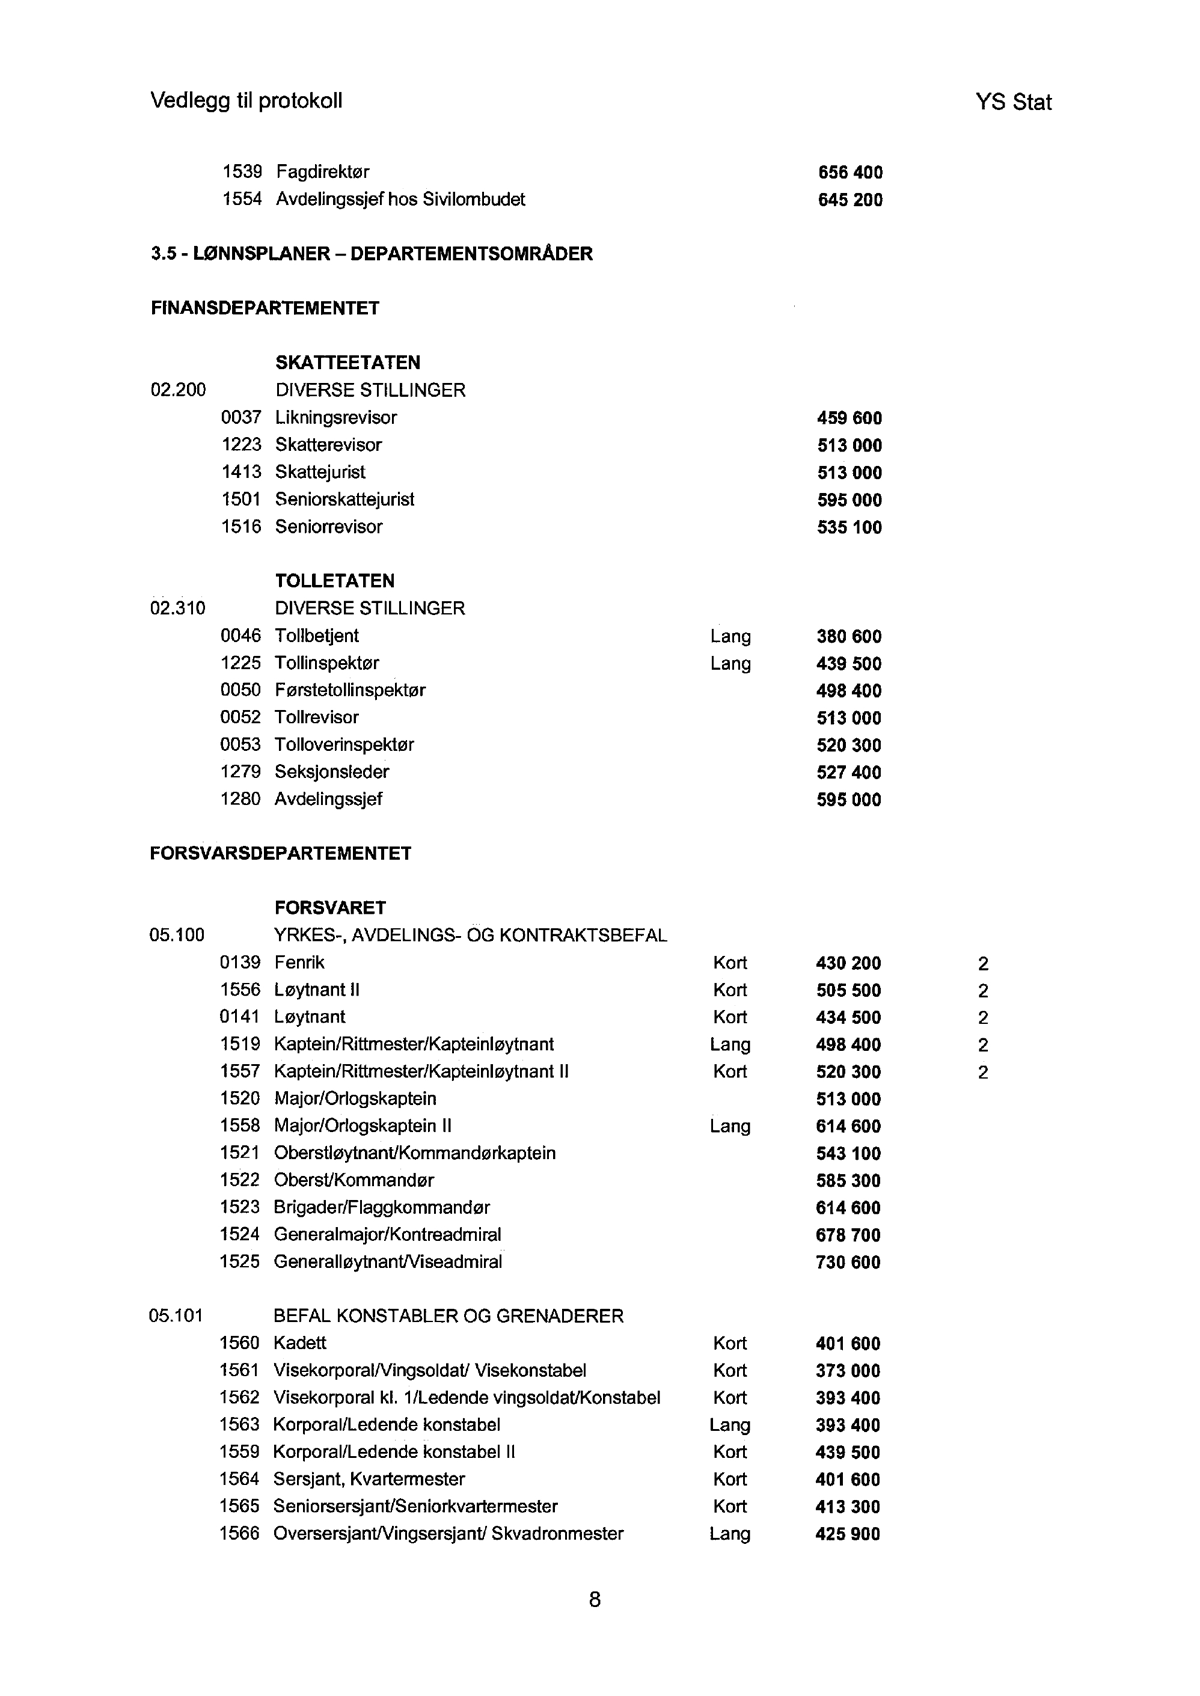 Vedlegg til protokoll YS Stat
1539 Fagdirektør 656 400
1554 Avdelingssjef hos Sivilombudet 645 200
3.5 - LØNNSPLANER – DEPARTEMENTSOMRÅDER
FINANSDEPARTEMENTET
SKATTEETATEN
02.200 DIVERSE STILLINGER
0037 Likningsrevisor 459 600
1223 Skatterevisor 513 000
1413 Skattejurist 513 000
1501 Seniorskattejurist 595 000
1516 Seniorrevisor 535 100
TOLLETATEN
02.310 DIVERSE STILLINGER
0046 Tollbetjent Lang 380 600
1225 Tollinspektør Lang 439 500
0050 Førstetollinspektør 498 400
0052 Tollrevisor 513 000
0053 Tolloverinspektør 520 300
1279 Seksjonsleder 527 400
1280 Avdelingssjef 595 000
FORSVARSDEPARTEMENTET
FORSVARET
05.100 YRKES-, AVDELINGS- OG KONTRAKTSBEFAL
0139 Fenrik Kort 430 200 2
1556 Løytnant II Kort 505 500 2
0141 Løytnant Kort 434 500 2
1519 Kaptein/Rittmester/Kapteinløytnant Lang 498 400 2
1557 Kaptein/Rittmester/Kapteinløytnant II Kort 520 300 2
1520 Major/Orlogskaptein 513 000
1558 Major/Orlogskaptein II Lang 614 600
1521 Oberstløytnant/Kommandørkaptein 543 100
1522 Oberst/Kommandør 585 300
1523 Brigader/Flaggkommandør 614 600
1524 Generalmajor/Kontreadmiral 678 700
1525 Generalløytnant/Viseadmiral 730 600
05.101 BEFAL KONSTABLER OG GRENADERER
1560 Kadett Kort 401 600
1561 Visekorporal/Vingsoldat/ Visekonstabel Kort 373 000
1562 Visekorporal kl. 1/Ledende vingsoldat/Konstabel Kort 393 400
1563 Korporal/Ledende konstabel Lang 393 400
1559 Korporal/Ledende konstabel II Kort 439 500
1564 Sersjant, Kvartermester Kort 401 600
1565 Seniorsersjant/Seniorkvartermester Kort 413 300
1566 Oversersjant/Vingsersjant/ Skvadronmester Lang 425 900
8